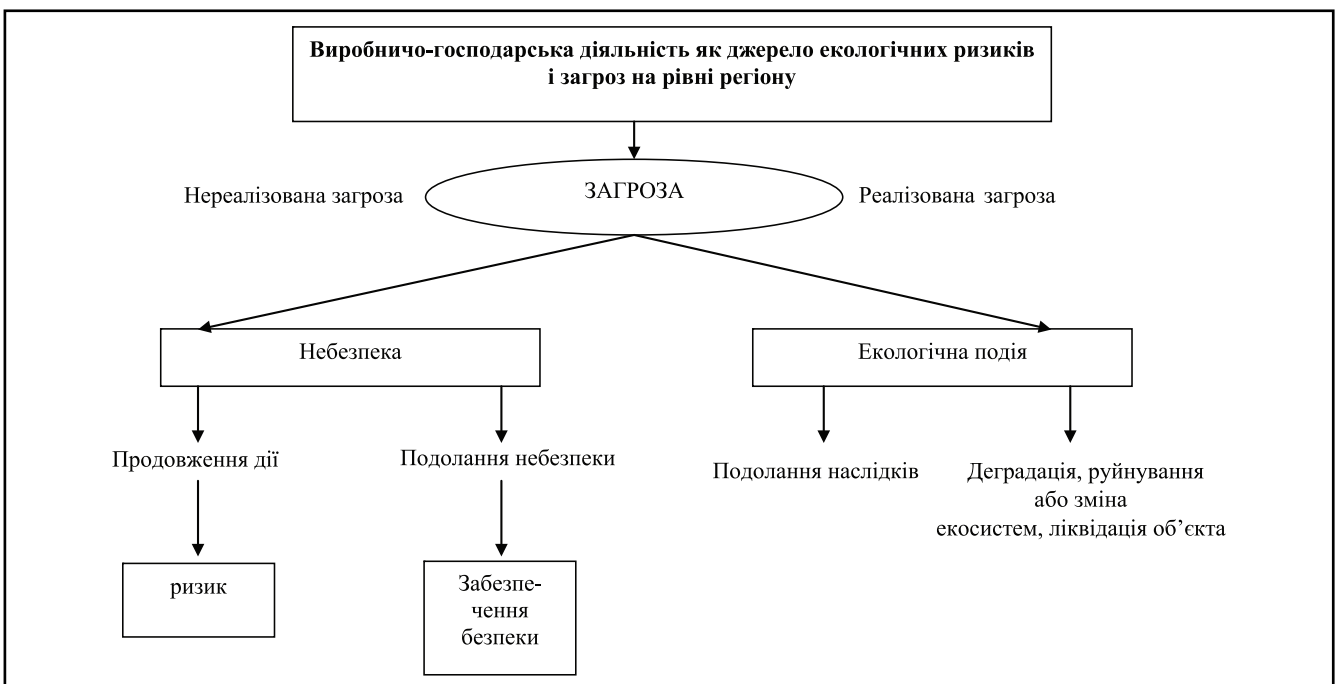 Виробничо-господарська діяльність як джерело екологічних ризиків
і загроз на рівні регіону
Нереалізована загроза
ЗАГРОЗА
Реалізована загроза
Небезпека
Екологічна подія
Продовження дії
Подолання небезпеки
Подолання наслідків
Деградація, руйнування
або зміна
екосистем, ліквідація об’єкта
ризик
Забезпе-
чення
безпеки